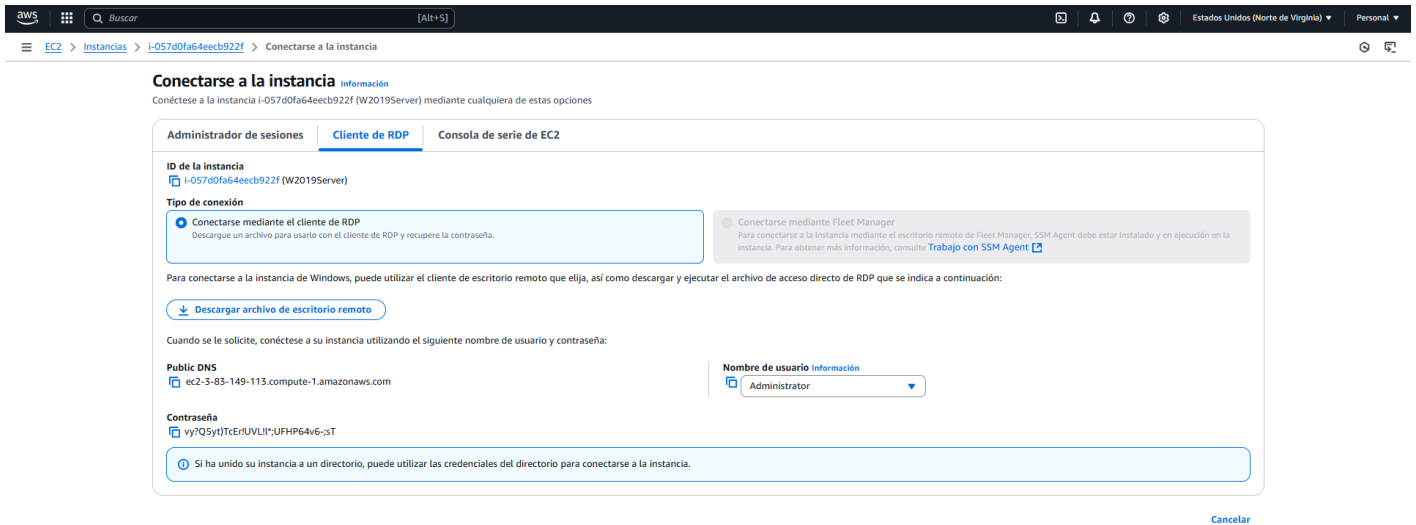 aws Buscar [Alt+S] Estados Unidos (Norte de Virginia) ▼ Personal ▼
EC2 > Instancias > i-057d0fa64eecb922f > Conectarse a la instancia
Conectarse a la instancia Información
Conéctese a la instancia i-057d0fa64eecb922f (W2019Server) mediante cualquiera de estas opciones
Administrador de sesiones Cliente de RDP Consola de serie de EC2
ID de la instancia
i-057d0fa64eecb922f (W2019Server)
Tipo de conexión
Conectarse mediante el cliente de RDP
Descargue un archivo para usarlo con el cliente de RDP y recupere la contraseña.
Conectarse mediante Fleet Manager
Para conectarse a la instancia mediante el escritorio remoto de Fleet Manager, SSM Agent debe estar instalado y en ejecución en la
instancia. Para obtener más información, consulte Trabajo con SSM Agent
Para conectarse a la instancia de Windows, puede utilizar el cliente de escritorio remoto que elija, así como descargar y ejecutar el archivo de acceso directo de RDP que se indica a continuación:
Descargar archivo de escritorio remoto
Cuando se le solicite, conéctese a su instancia utilizando el siguiente nombre de usuario y contraseña:
Public DNS
ec2-3-83-149-113.compute-1.amazonaws.com
Nombre de usuario Información
Administrator
Contraseña
vy?Q5yt)TcEr!UVL!l*;UFHP64v6-;sT
Si ha unido su instancia a un directorio, puede utilizar las credenciales del directorio para conectarse a la instancia.
Cancelar